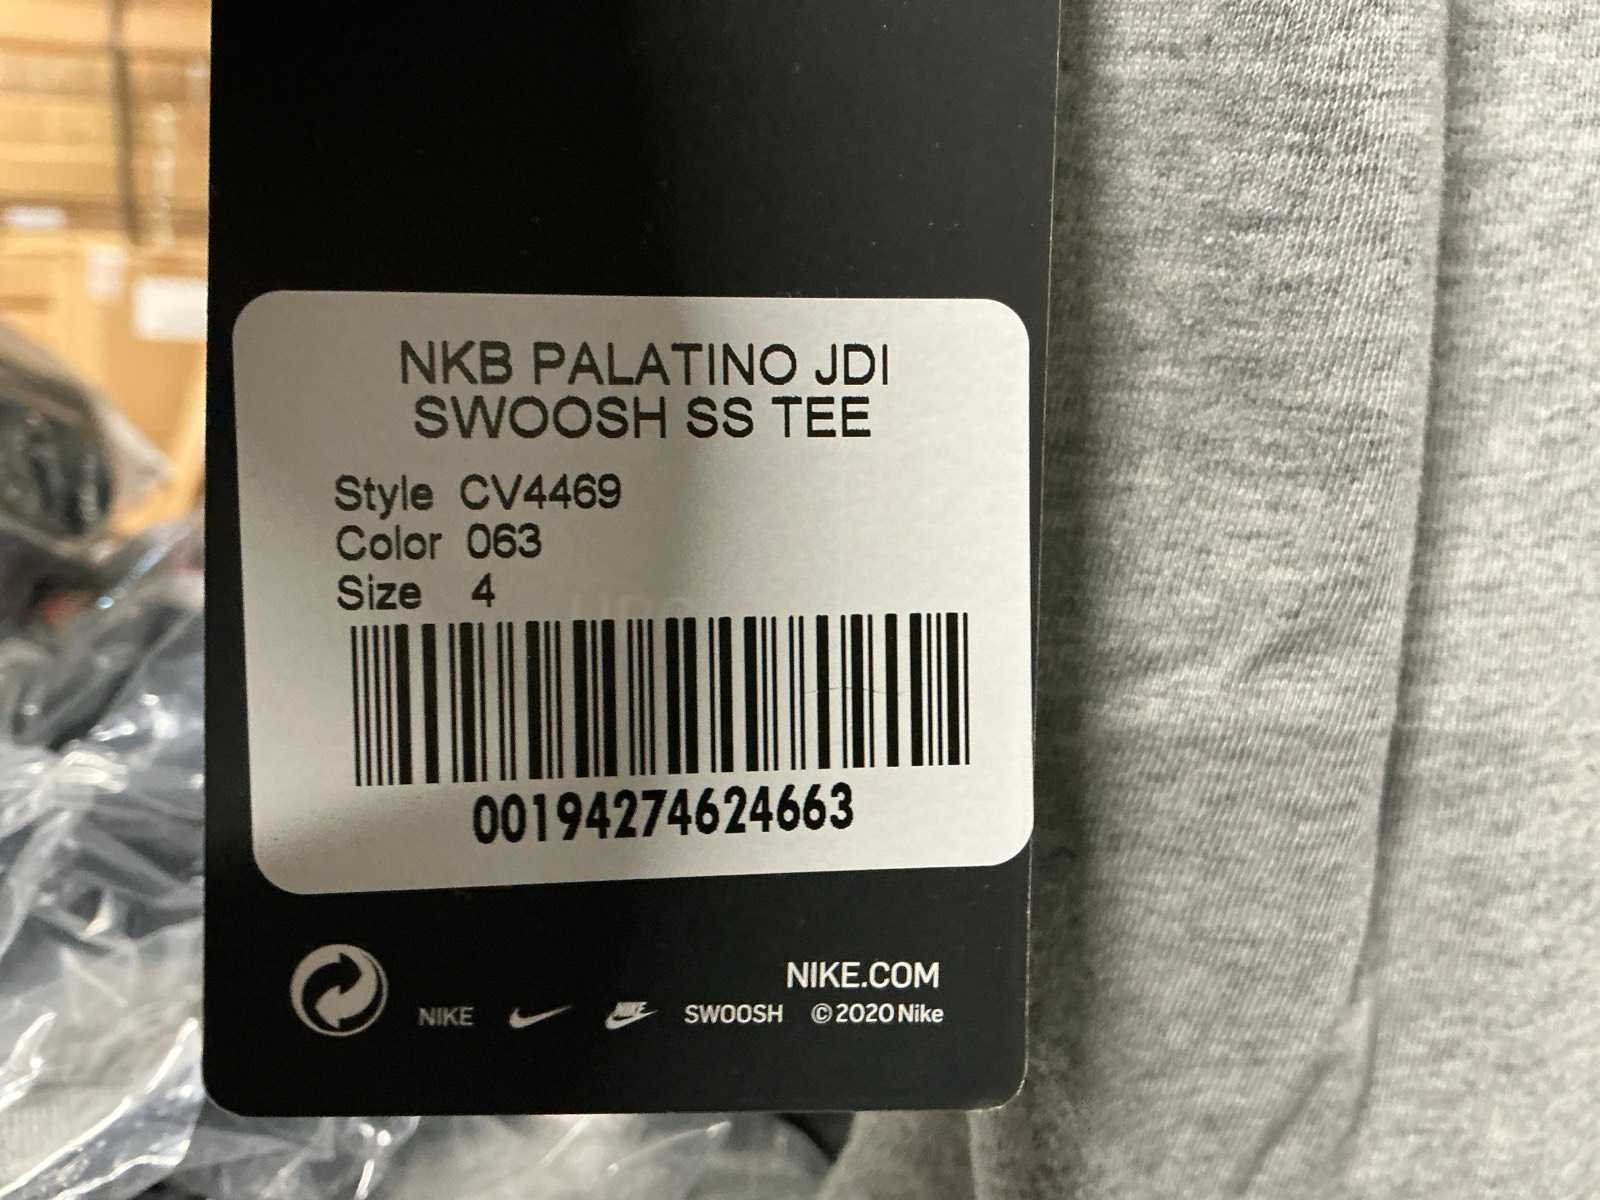 NKB PALATINO JDI
SWOOSH SS TEE
Style CV4469
Color 063
Size 4
00194274624663
NIKE.COM
NIKE NIKE SWOOSH ©2020 Nike